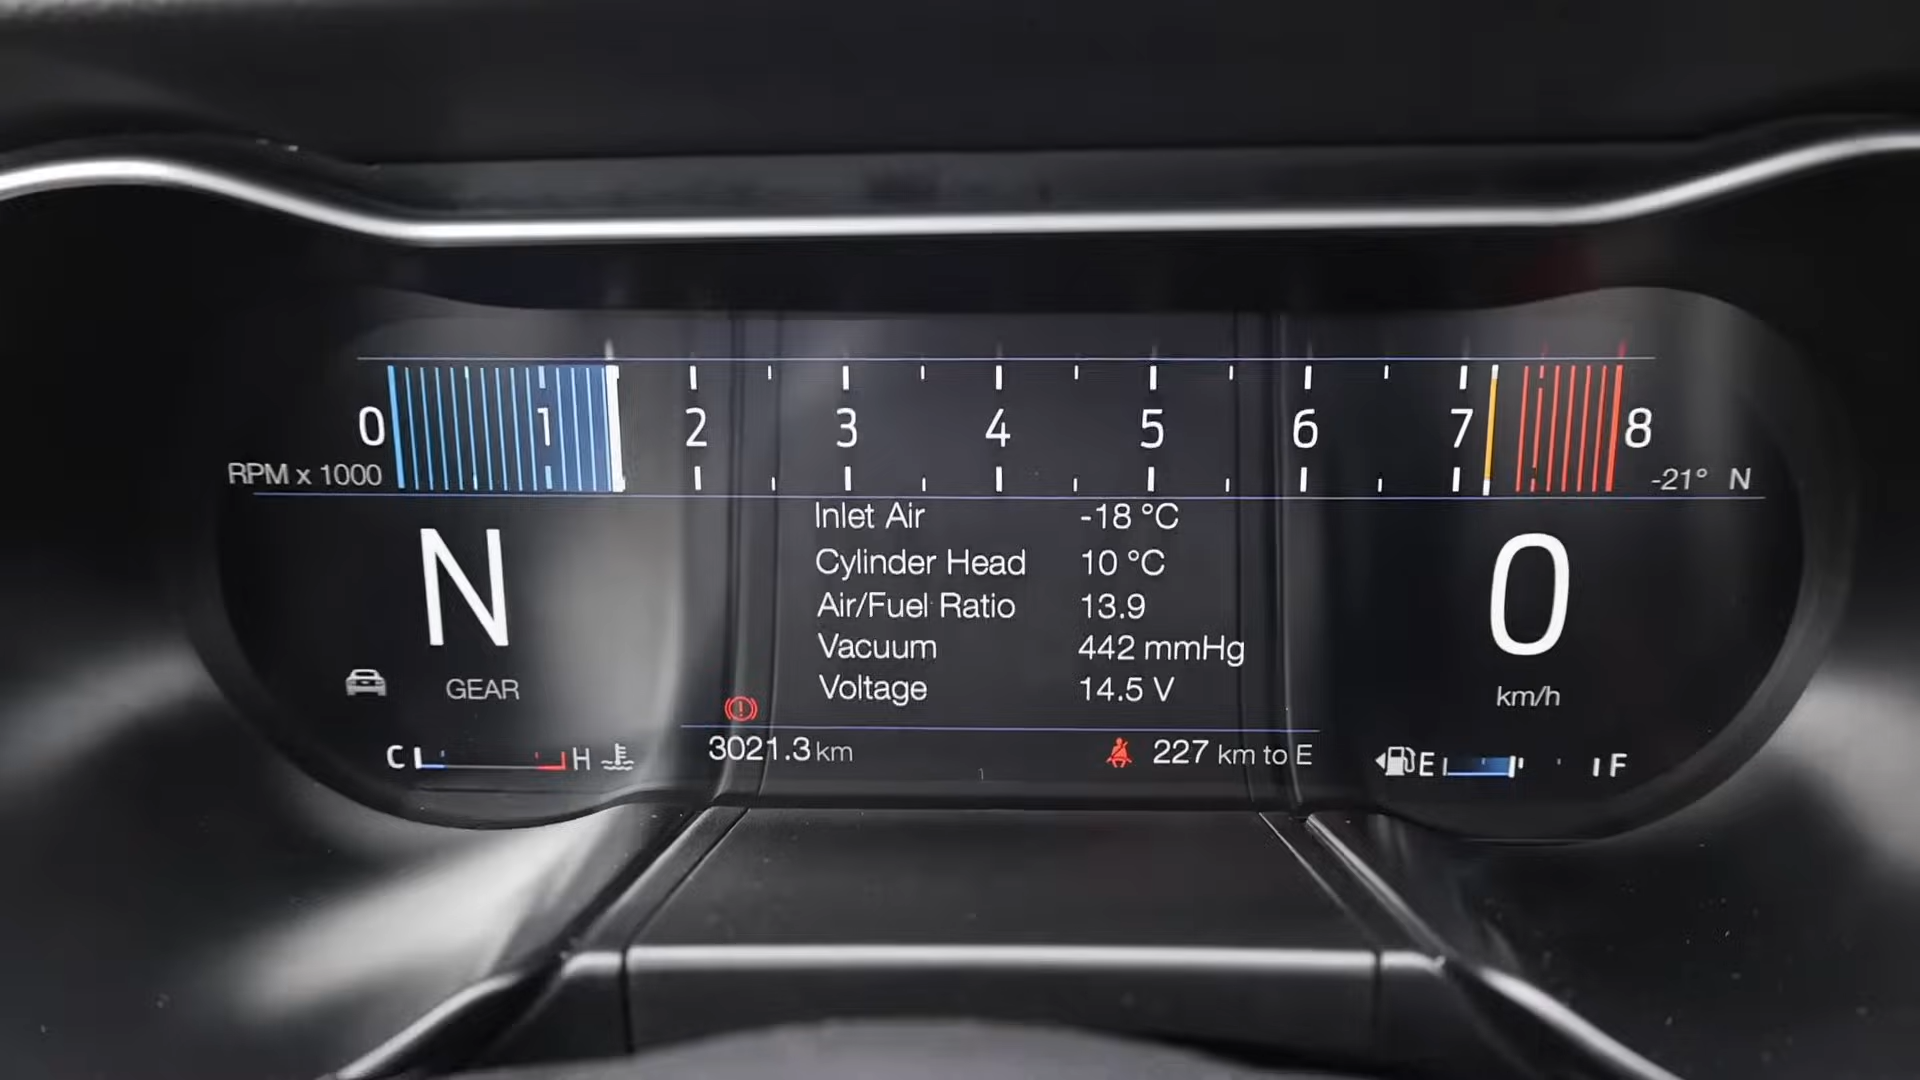 0 1 2 3 4 5 6 7 8
RPM x 1000
-21° N
N
GEAR
Inlet Air -18 °C
Cylinder Head 10 °C
Air/Fuel Ratio 13.9
Vacuum 442 mmHg
Voltage 14.5 V
0
km/h
C H
3021.3 km
227 km to E
E F